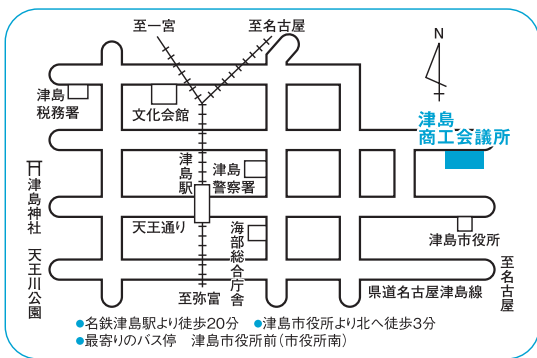 至一宮
至名古屋
N
津島
税務署
文化会館
津島
商工会議所
津島駅
津島
警察署
津島神社
天王川公園
天王通り
海部総合庁舎
津島市役所
至名古屋
至弥富
県道名古屋津島線
●名鉄津島駅より徒歩20分 ●津島市役所より北へ徒歩3分
●最寄りのバス停 津島市役所前(市役所南)